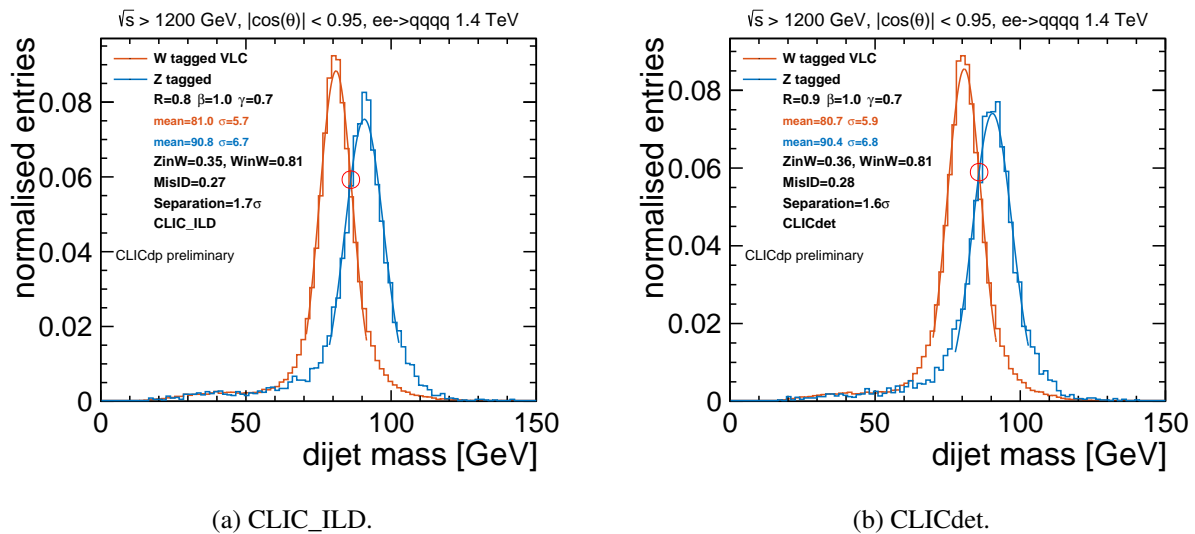 √s > 1200 GeV, |cos(θ)| < 0.95, ee->qqqq 1.4 TeV
normalised entries
0.08
0.06
0.04
0.02
0
W tagged VLC
Z tagged
R=0.8 β=1.0 γ=0.7
mean=81.0 σ=5.7
mean=90.8 σ=6.7
ZinW=0.35, WinW=0.81
MisID=0.27
Separation=1.7σ
CLIC_ILD
CLICdp preliminary
0 50 100 150
dijet mass [GeV]
(a) CLIC_ILD.
√s > 1200 GeV, |cos(θ)| < 0.95, ee->qqqq 1.4 TeV
normalised entries
0.08
0.06
0.04
0.02
0
W tagged VLC
Z tagged
R=0.9 β=1.0 γ=0.7
mean=80.7 σ=5.9
mean=90.4 σ=6.8
ZinW=0.36, WinW=0.81
MisID=0.28
Separation=1.6σ
CLICdet
CLICdp preliminary
0 50 100 150
dijet mass [GeV]
(b) CLICdet.